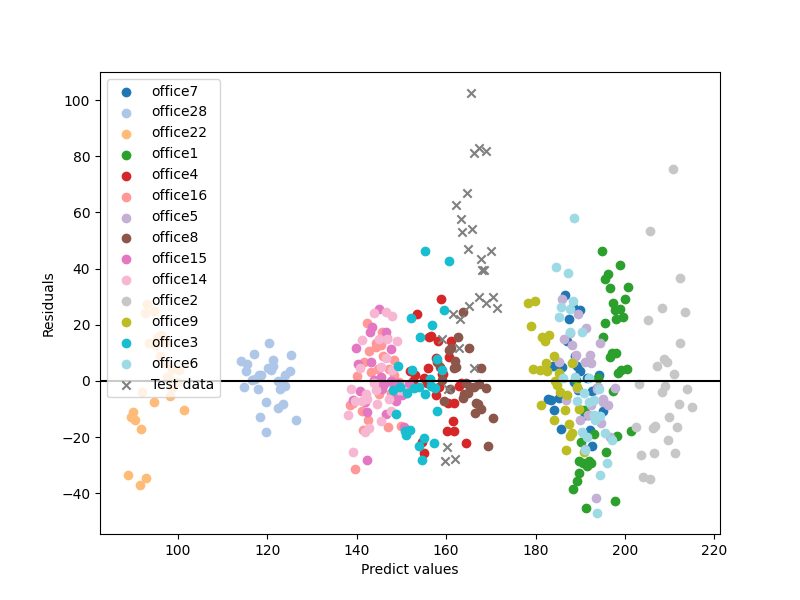 100
80
60
40
20
0
−20
−40
Residuals
office7
office28
office22
office1
office4
office16
office5
office8
office15
office14
office2
office9
office3
office6
Test data
100 120 140 160 180 200 220
Predict values